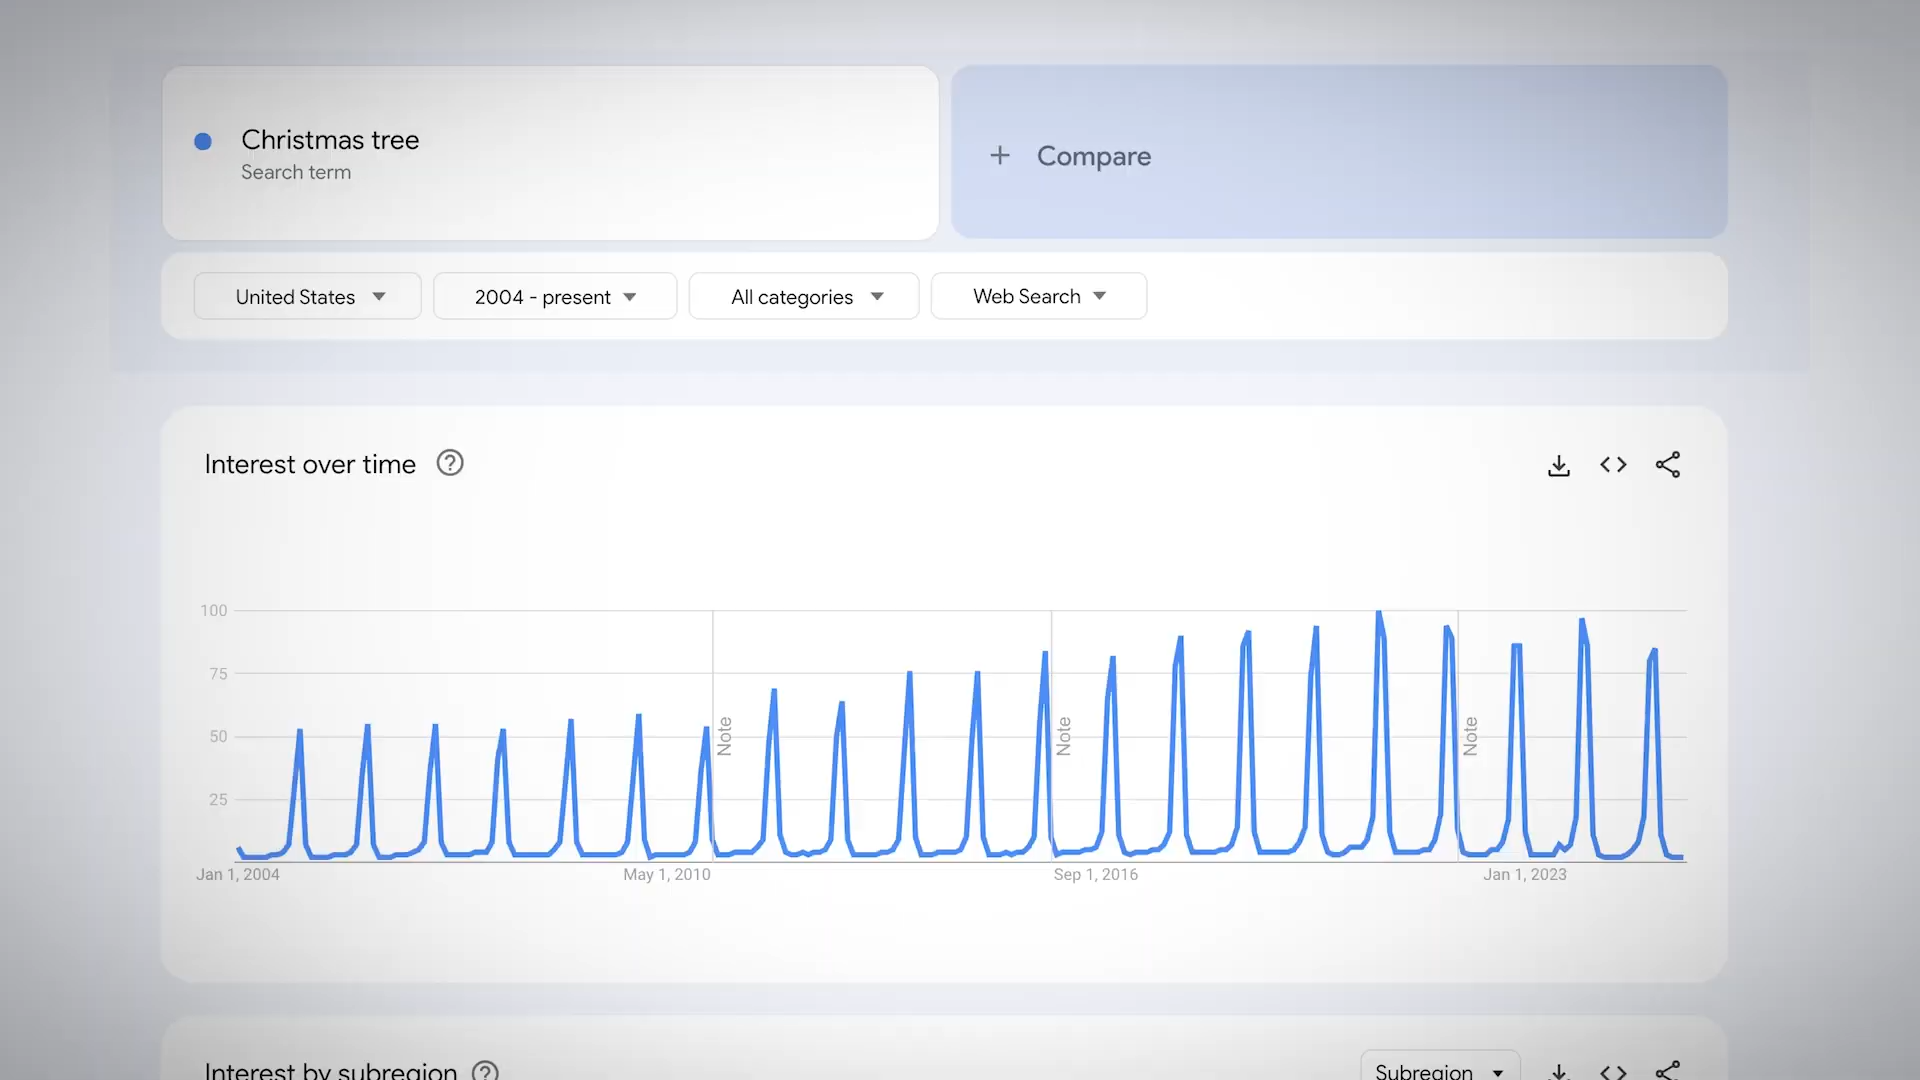 Christmas tree
Search term
+ Compare
United States
2004 - present
All categories
Web Search
Interest over time
100
75
50
25
Note
Note
Note
Jan 1, 2004
May 1, 2010
Sep 1, 2016
Jan 1, 2023
Interest by subregion
Subregion